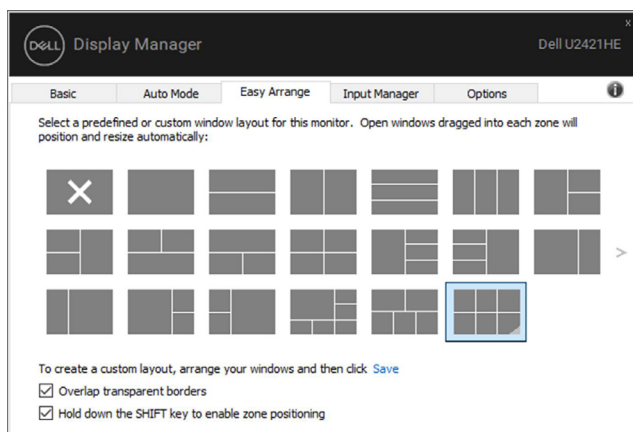 x
DELL Display Manager Dell U2421HE
Basic Auto Mode Easy Arrange Input Manager Options i
Select a predefined or custom window layout for this monitor. Open windows dragged into each zone will
position and resize automatically:
>
To create a custom layout, arrange your windows and then click Save
Overlap transparent borders
Hold down the SHIFT key to enable zone positioning